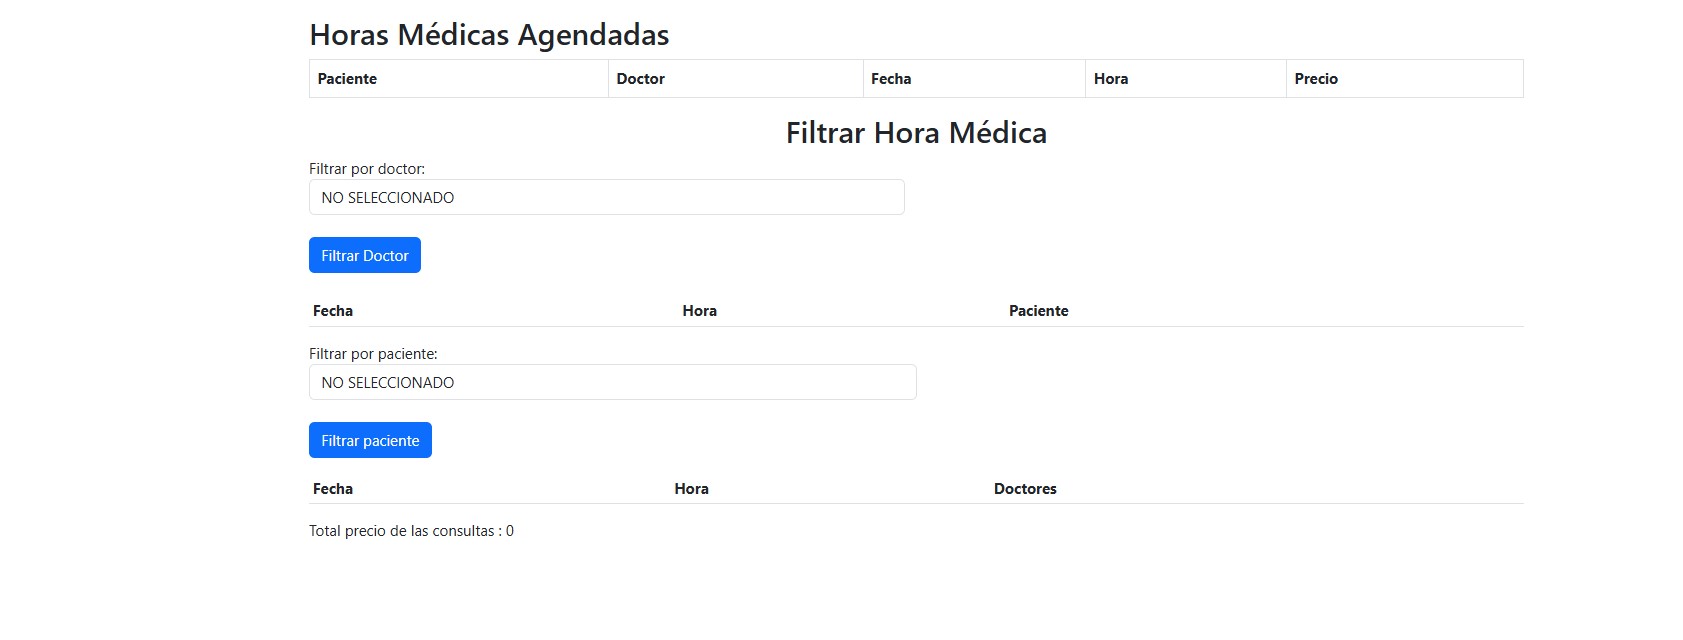 Horas Médicas Agendadas
Paciente Doctor Fecha Hora Precio
Filtrar Hora Médica
Filtrar por doctor:
NO SELECCIONADO
Filtrar Doctor
Fecha Hora Paciente
Filtrar por paciente:
NO SELECCIONADO
Filtrar paciente
Fecha Hora Doctores
Total precio de las consultas : 0